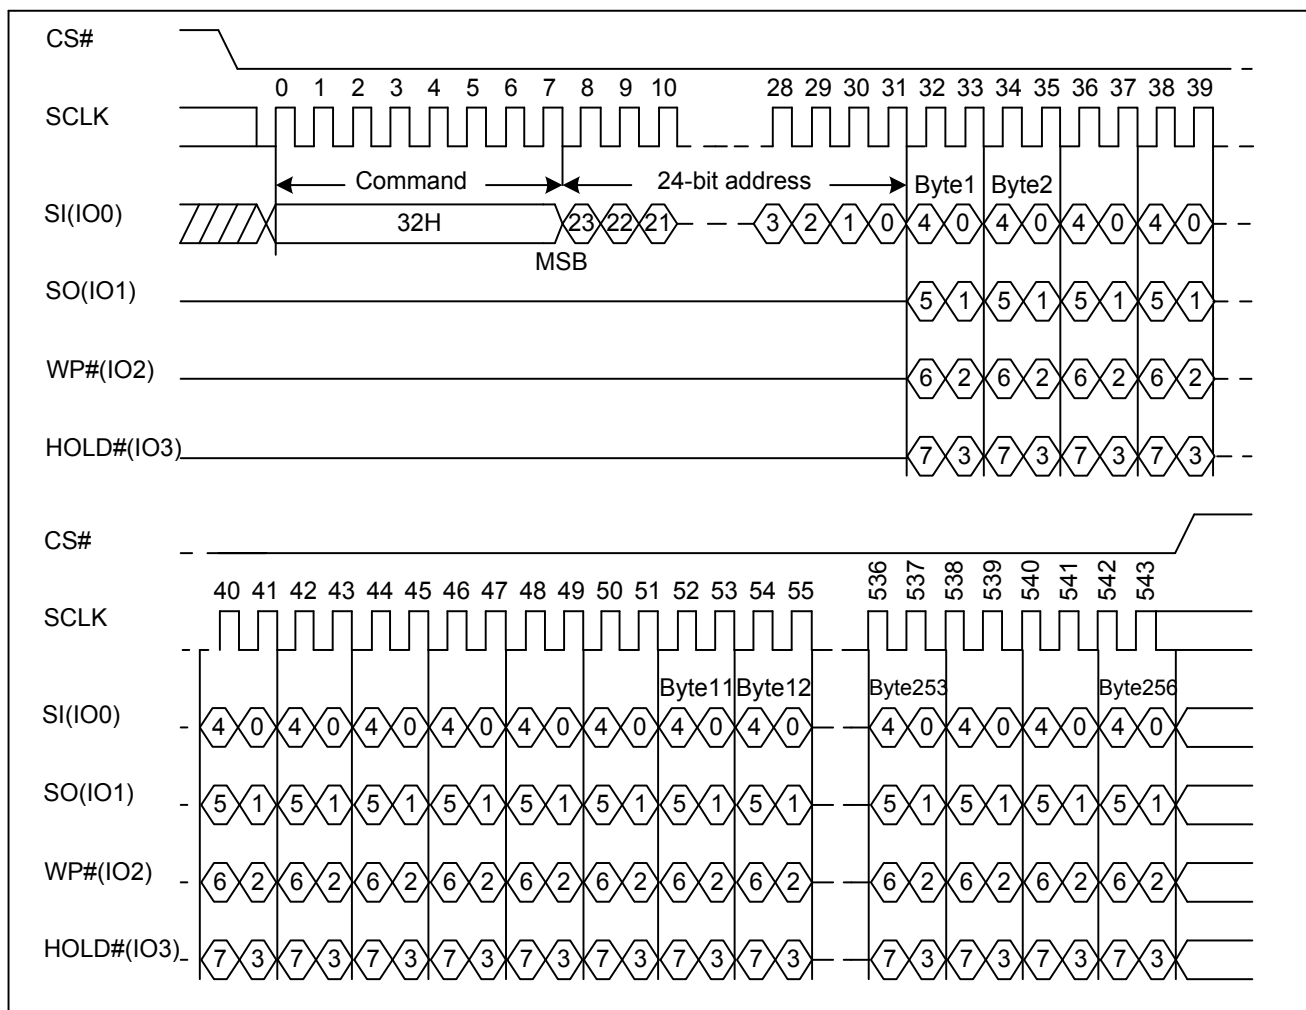 CS#
0 1 2 3 4 5 6 7 8 9 10 28 29 30 31 32 33 34 35 36 37 38 39
SCLK
Command 24-bit address Byte1 Byte2
SI(IO0) 32H 23 22 21 3 2 1 0 4 0 4 0 4 0 4 0
MSB
SO(IO1) 5 1 5 1 5 1 5 1
WP#(IO2) 6 2 6 2 6 2 6 2
HOLD#(IO3) 7 3 7 3 7 3 7 3
CS#
40 41 42 43 44 45 46 47 48 49 50 51 52 53 54 55 536 537 538 539 540 541 542 543
SCLK
Byte11 Byte12 Byte253 Byte256
SI(IO0) 4 0 4 0 4 0 4 0 4 0 4 0 4 0 4 0 4 0 4 0 4 0 4 0
SO(IO1) 5 1 5 1 5 1 5 1 5 1 5 1 5 1 5 1 5 1 5 1 5 1 5 1
WP#(IO2) 6 2 6 2 6 2 6 2 6 2 6 2 6 2 6 2 6 2 6 2 6 2 6 2
HOLD#(IO3) 7 3 7 3 7 3 7 3 7 3 7 3 7 3 7 3 7 3 7 3 7 3 7 3